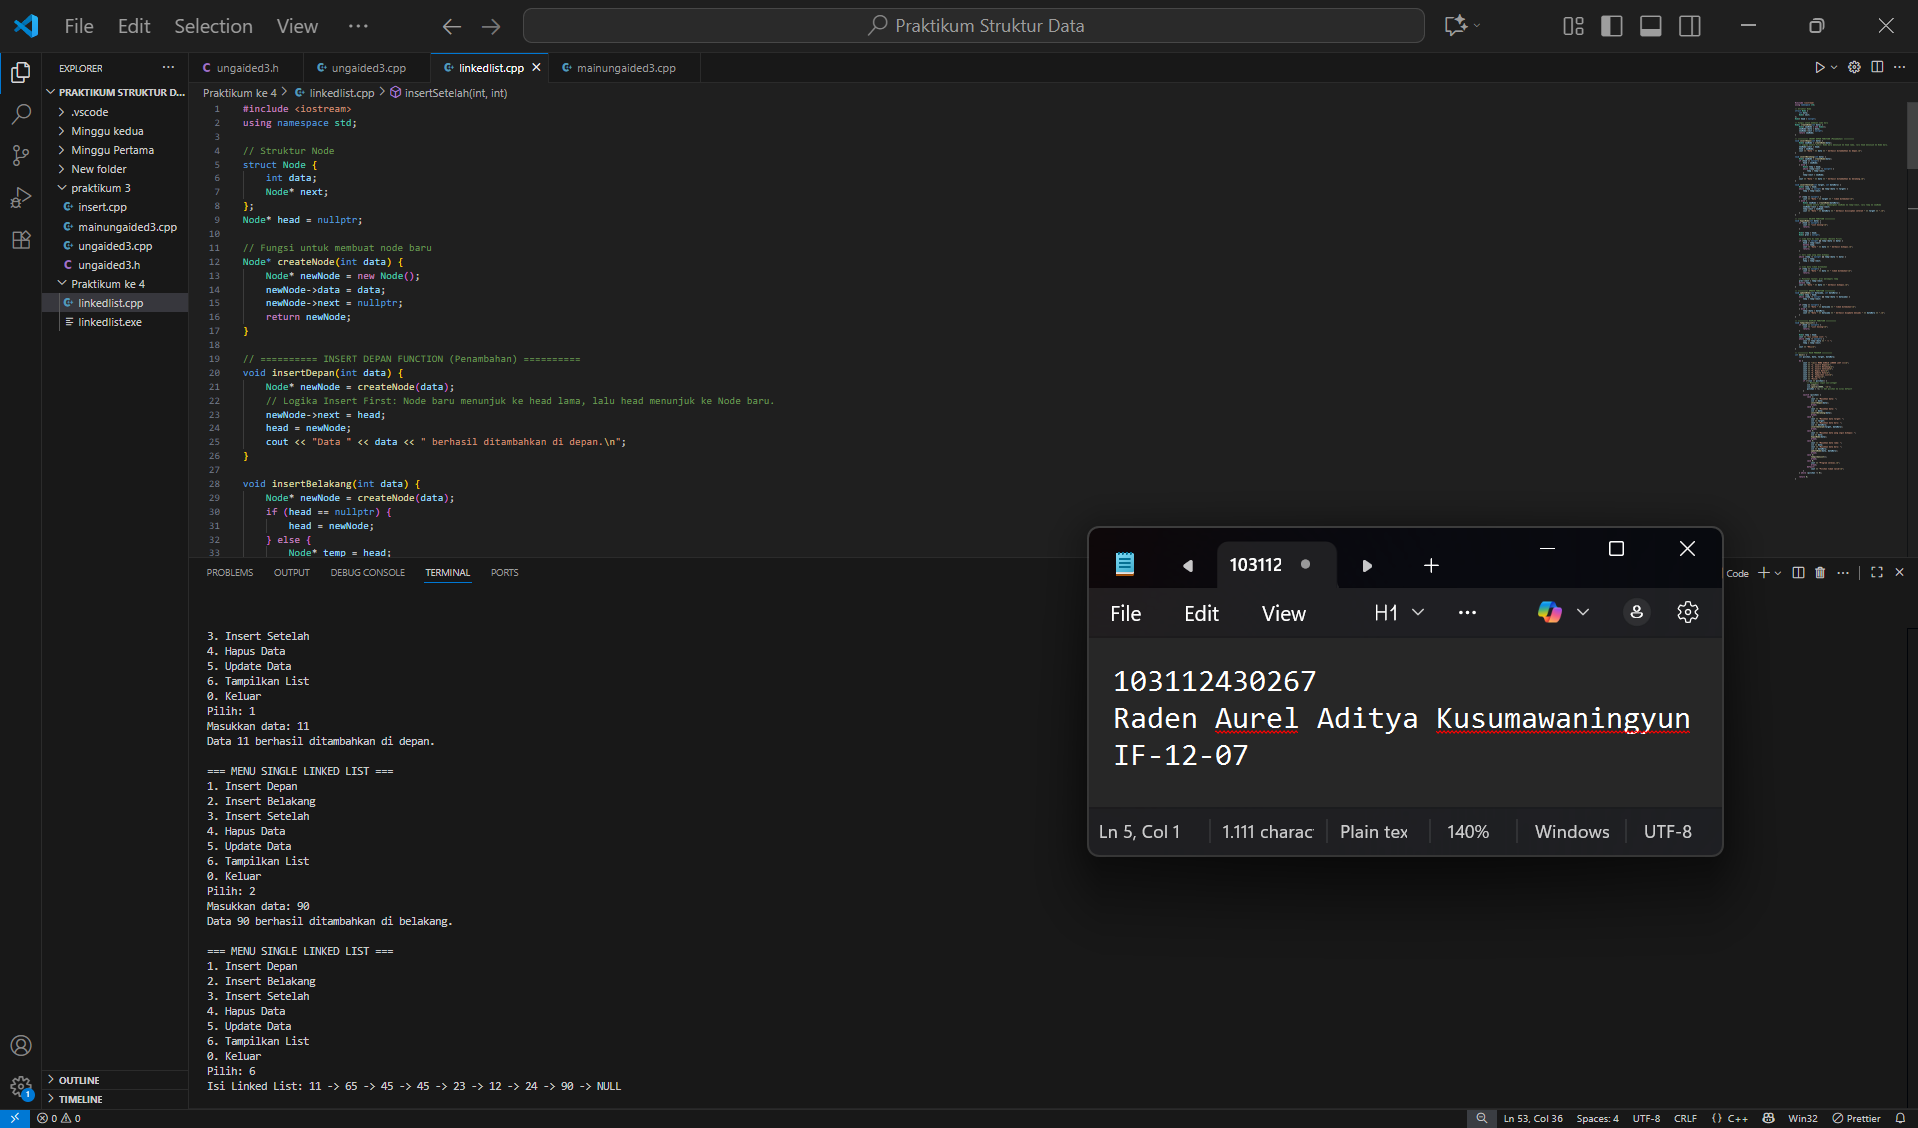 File Edit Selection View ···
Praktikum Struktur Data
EXPLORER ···
PRAKTIKUM STRUKTUR D...
.vscode
Minggu kedua
Minggu Pertama
New folder
praktikum 3
insert.cpp
mainungaided3.cpp
ungaided3.cpp
ungaided3.h
Praktikum ke 4
linkedlist.cpp
linkedlist.exe
OUTLINE
TIMELINE
ungaided3.h ungaided3.cpp linkedlist.cpp mainungaided3.cpp
Praktikum ke 4 > linkedlist.cpp > insertSetelah(int, int)
1 #include <iostream>
2 using namespace std;
3
4 // Struktur Node
5 struct Node {
6 int data;
7 Node* next;
8 };
9 Node* head = nullptr;
10
11 // Fungsi untuk membuat node baru
12 Node* createNode(int data) {
13 Node* newNode = new Node();
14 newNode->data = data;
15 newNode->next = nullptr;
16 return newNode;
17 }
18
19 // ========== INSERT DEPAN FUNCTION (Penambahan) ==========
20 void insertDepan(int data) {
21 Node* newNode = createNode(data);
22 // Logika Insert First: Node baru menunjuk ke head lama, lalu head menunjuk ke Node baru.
23 newNode->next = head;
24 head = newNode;
25 cout << "Data " << data << " berhasil ditambahkan di depan.\n";
26 }
27
28 void insertBelakang(int data) {
29 Node* newNode = createNode(data);
30 if (head == nullptr) {
31 head = newNode;
32 } else {
33 Node* temp = head;
PROBLEMS OUTPUT DEBUG CONSOLE TERMINAL PORTS
Code
3. Insert Setelah
4. Hapus Data
5. Update Data
6. Tampilkan List
0. Keluar
Pilih: 1
Masukkan data: 11
Data 11 berhasil ditambahkan di depan.
=== MENU SINGLE LINKED LIST ===
1. Insert Depan
2. Insert Belakang
3. Insert Setelah
4. Hapus Data
5. Update Data
6. Tampilkan List
0. Keluar
Pilih: 2
Masukkan data: 90
Data 90 berhasil ditambahkan di belakang.
=== MENU SINGLE LINKED LIST ===
1. Insert Depan
2. Insert Belakang
3. Insert Setelah
4. Hapus Data
5. Update Data
6. Tampilkan List
0. Keluar
Pilih: 6
Isi Linked List: 11 -> 65 -> 45 -> 45 -> 23 -> 12 -> 24 -> 90 -> NULL
103112
File Edit View H1 ···
103112430267
Raden Aurel Aditya Kusumawaningyun
IF-12-07
Ln 5, Col 1 1.111 charac Plain tex 140% Windows UTF-8
1
0 0 Ln 53, Col 36 Spaces: 4 UTF-8 CRLF {} C++ Win32 Prettier